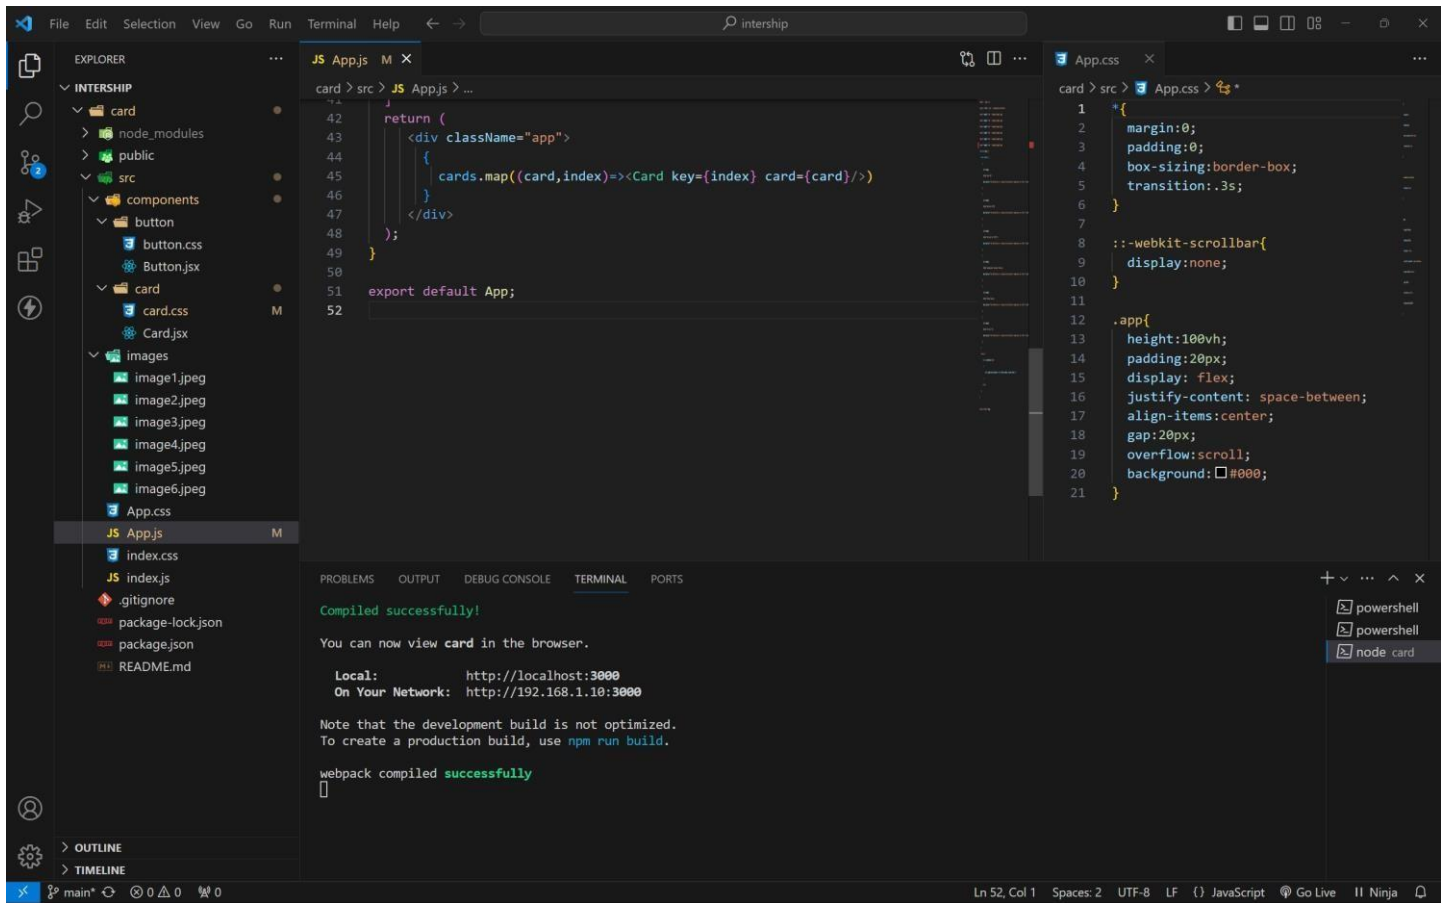 File Edit Selection View Go Run Terminal Help
intership
EXPLORER
INTERSHIP
card
node_modules
public
src
components
button
button.css
Button.jsx
card
card.css M
Card.jsx
images
image1.jpeg
image2.jpeg
image3.jpeg
image4.jpeg
image5.jpeg
image6.jpeg
App.css
JS App.js M
index.css
JS index.js
.gitignore
package-lock.json
package.json
README.md
OUTLINE
TIMELINE
JS App.js M
card > src > JS App.js > ...
41 ]
42 return (
43 <div className="app">
44 {
45 cards.map((card,index)=><Card key={index} card={card}/>)
46 }
47 </div>
48 );
49 }
50
51 export default App;
52
App.css
card > src > App.css > *
1 *{
2 margin:0;
3 padding:0;
4 box-sizing:border-box;
5 transition:.3s;
6 }
7
8 ::-webkit-scrollbar{
9 display:none;
10 }
11
12 .app{
13 height:100vh;
14 padding:20px;
15 display: flex;
16 justify-content: space-between;
17 align-items:center;
18 gap:20px;
19 overflow:scroll;
20 background:#000;
21 }
PROBLEMS OUTPUT DEBUG CONSOLE TERMINAL PORTS
Compiled successfully!
You can now view card in the browser.
Local: http://localhost:3000
On Your Network: http://192.168.1.10:3000
Note that the development build is not optimized.
To create a production build, use npm run build.
webpack compiled successfully
powershell
powershell
node card
main* 0 0 0
Ln 52, Col 1 Spaces: 2 UTF-8 LF {} JavaScript Go Live Ninja